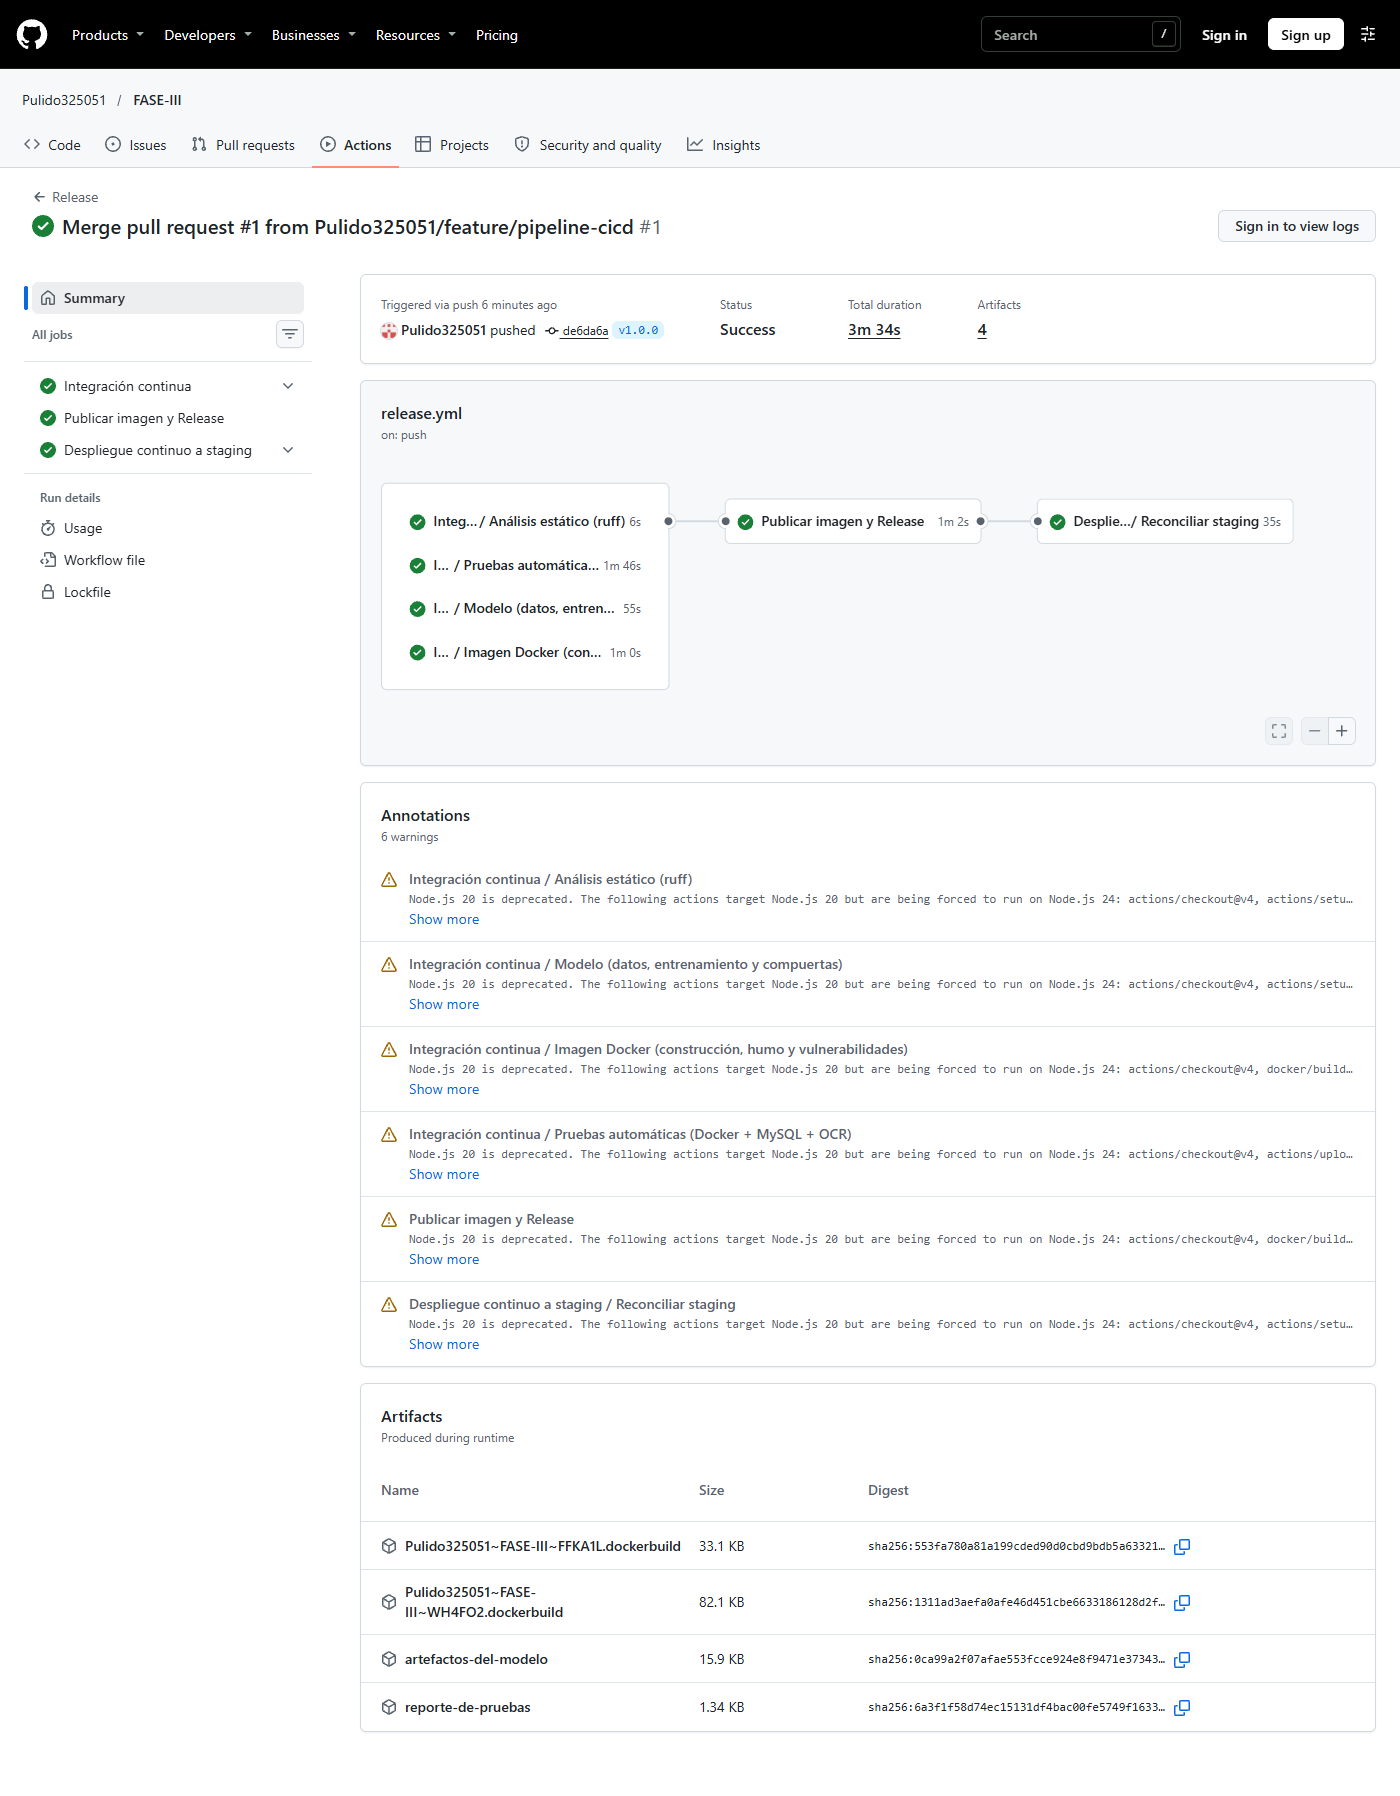 Products Developers Businesses Resources Pricing Search / Sign in Sign up
Pulido325051 / FASE-III
Code Issues Pull requests Actions Projects Security and quality Insights
Release
Merge pull request #1 from Pulido325051/feature/pipeline-cicd #1
Sign in to view logs
Summary
All jobs
Integración continua
Publicar imagen y Release
Despliegue continuo a staging
Run details
Usage
Workflow file
Lockfile
Triggered via push 6 minutes ago
Pulido325051 pushed de6da6a v1.0.0
Status
Success
Total duration
3m 34s
Artifacts
4
release.yml
on: push
Integ... / Análisis estático (ruff) 6s
I... / Pruebas automática... 1m 46s
I... / Modelo (datos, entren... 55s
I... / Imagen Docker (con... 1m 0s
Publicar imagen y Release 1m 2s
Desplie.../ Reconciliar staging 35s
Annotations
6 warnings
Integración continua / Análisis estático (ruff)
Node.js 20 is deprecated. The following actions target Node.js 20 but are being forced to run on Node.js 24: actions/checkout@v4, actions/setu…
Show more
Integración continua / Modelo (datos, entrenamiento y compuertas)
Node.js 20 is deprecated. The following actions target Node.js 20 but are being forced to run on Node.js 24: actions/checkout@v4, actions/setu…
Show more
Integración continua / Imagen Docker (construcción, humo y vulnerabilidades)
Node.js 20 is deprecated. The following actions target Node.js 20 but are being forced to run on Node.js 24: actions/checkout@v4, docker/build…
Show more
Integración continua / Pruebas automáticas (Docker + MySQL + OCR)
Node.js 20 is deprecated. The following actions target Node.js 20 but are being forced to run on Node.js 24: actions/checkout@v4, actions/uplo…
Show more
Publicar imagen y Release
Node.js 20 is deprecated. The following actions target Node.js 20 but are being forced to run on Node.js 24: actions/checkout@v4, docker/build…
Show more
Despliegue continuo a staging / Reconciliar staging
Node.js 20 is deprecated. The following actions target Node.js 20 but are being forced to run on Node.js 24: actions/checkout@v4, actions/setu…
Show more
Artifacts
Produced during runtime
Name Size Digest
Pulido325051~FASE-III~FFKA1L.dockerbuild 33.1 KB sha256:553fa780a81a199cded90d0cbd9bdb5a63321…
Pulido325051~FASE-
III~WH4FO2.dockerbuild 82.1 KB sha256:1311ad3aefa0afe46d451cbe6633186128d2f…
artefactos-del-modelo 15.9 KB sha256:0ca99a2f07afae553fcce924e8f9471e37343…
reporte-de-pruebas 1.34 KB sha256:6a3f1f58d74ec15131df4bac00fe5749f1633…